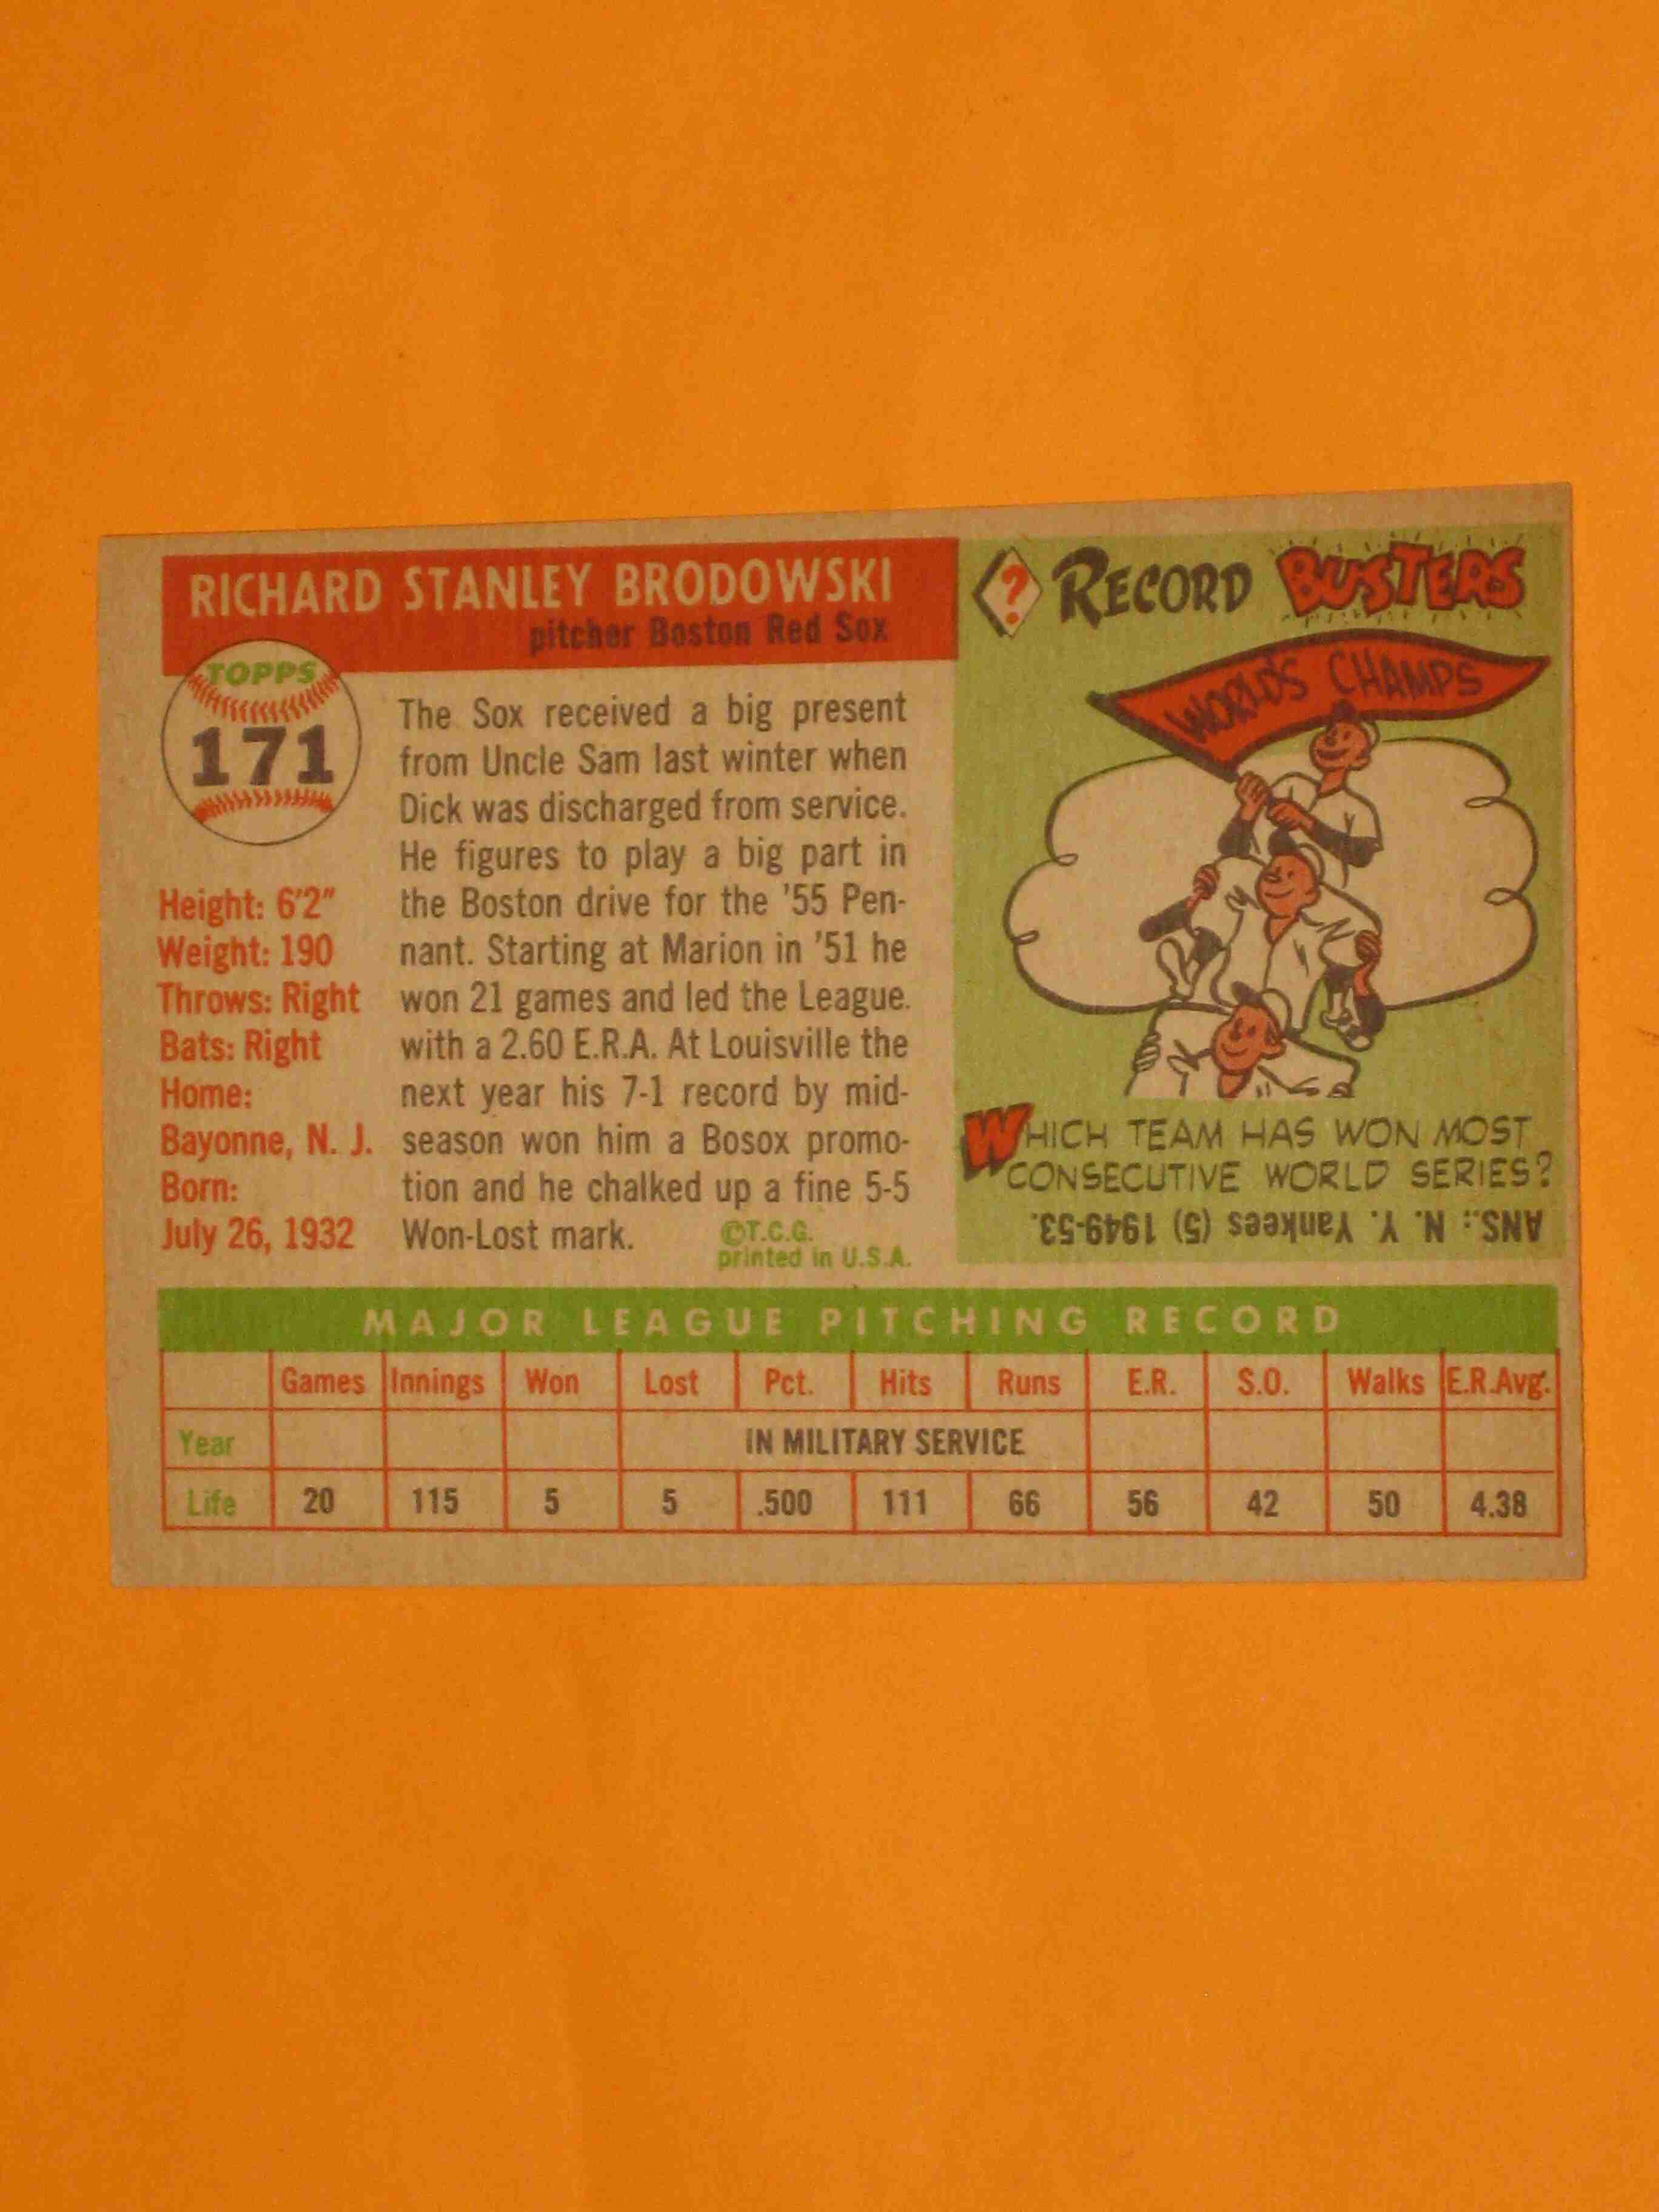 RICHARD STANLEY BRODOWSKI
pitcher Boston Red Sox
TOPPS
171
Height: 6'2"
Weight: 190
Throws: Right
Bats: Right
Home:
Bayonne, N. J.
Born:
July 26, 1932
The Sox received a big present
from Uncle Sam last winter when
Dick was discharged from service.
He figures to play a big part in
the Boston drive for the '55 Pen-
nant. Starting at Marion in '51 he
won 21 games and led the League.
with a 2.60 E.R.A. At Louisville the
next year his 7-1 record by mid-
season won him a Bosox promo-
tion and he chalked up a fine 5-5
Won-Lost mark.
©T.C.G.
printed in U.S.A.
? RECORD BUSTERS
WORLD'S CHAMPS
WHICH TEAM HAS WON MOST
CONSECUTIVE WORLD SERIES?
ANS.: N. Y. Yankees (5) 1949-53.
MAJOR LEAGUE PITCHING RECORD
Games Innings Won Lost Pct. Hits Runs E.R. S.O. Walks E.R.Avg.
Year IN MILITARY SERVICE
Life 20 115 5 5 .500 111 66 56 42 50 4.38